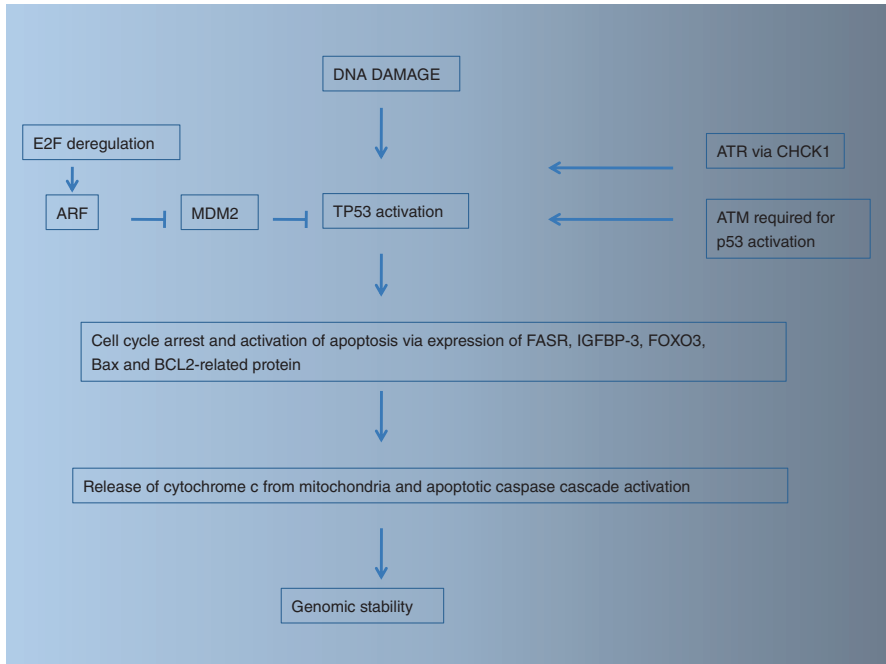 DNA DAMAGE
E2F deregulation
ATR via CHCK1
ARF
MDM2
TP53 activation
ATM required for
p53 activation
Cell cycle arrest and activation of apoptosis via expression of FASR, IGFBP-3, FOXO3,
Bax and BCL2-related protein
Release of cytochrome c from mitochondria and apoptotic caspase cascade activation
Genomic stability